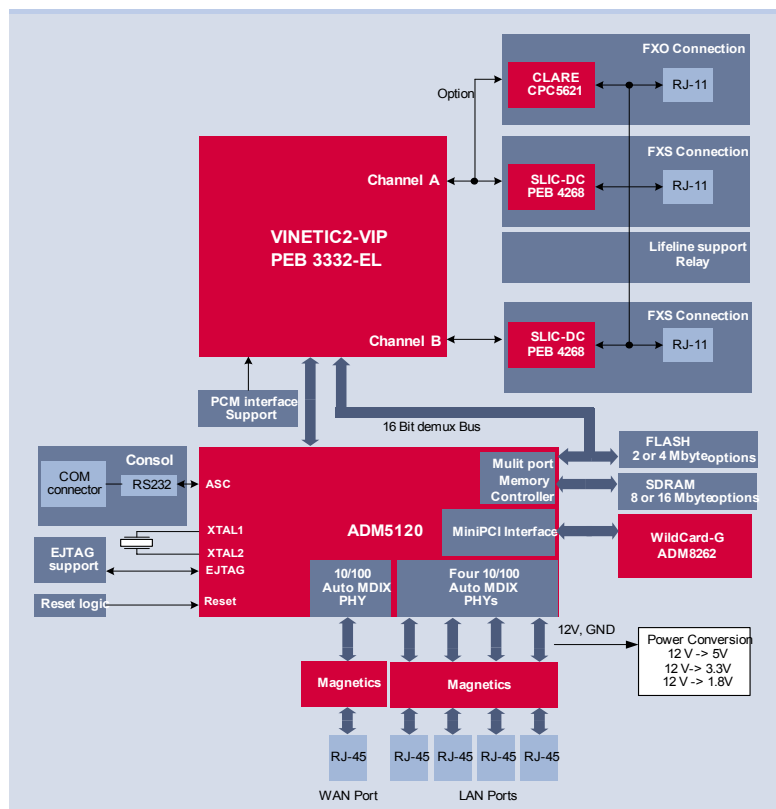 FXO Connection
CLARE
CPC5621
RJ-11
Option
FXS Connection
Channel A
SLIC-DC
PEB 4268
RJ-11
VINETIC2-VIP
PEB 3332-EL
Lifeline support
Relay
FXS Connection
Channel B
SLIC-DC
PEB 4268
RJ-11
PCM interface
Support
16 Bit demux Bus
FLASH
2 or 4 Mbyte options
Consol
COM
connector
RS232
ASC
Mulit port
Memory
Controller
SDRAM
8 or 16 Mbyte options
XTAL1
ADM5120
MiniPCI Interface
WildCard-G
ADM8262
XTAL2
EJTAG
support
EJTAG
10/100
Auto MDIX
PHY
Four 10/100
Auto MDIX
PHYs
Reset logic
Reset
12V, GND
Power Conversion
12 V -> 5V
12 V-> 3.3V
12 V -> 1.8V
Magnetics
Magnetics
RJ-45
RJ-45
RJ-45
RJ-45
RJ-45
WAN Port
LAN Ports